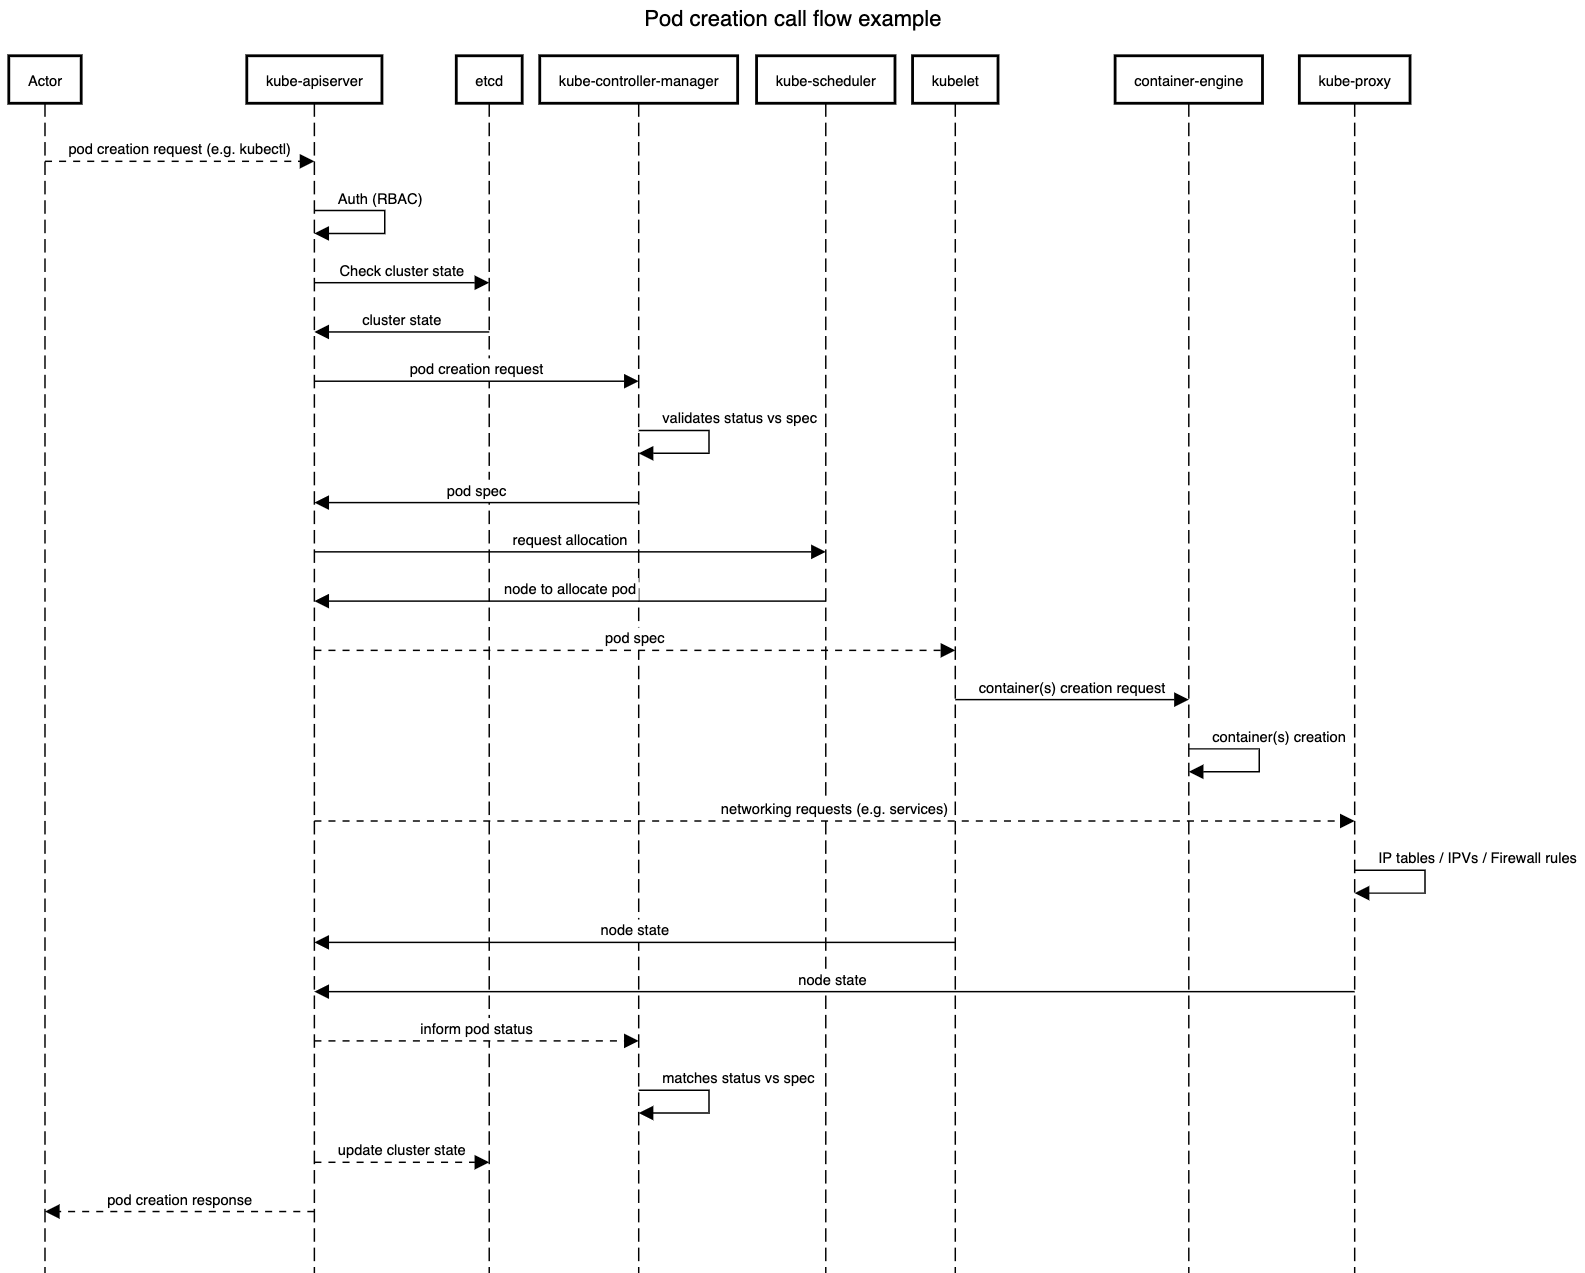 Pod creation call flow example
Actor
kube-apiserver
etcd
kube-controller-manager
kube-scheduler
kubelet
container-engine
kube-proxy
pod creation request (e.g. kubectl)
Auth (RBAC)
Check cluster state
cluster state
pod creation request
validates status vs spec
pod spec
request allocation
node to allocate pod
pod spec
container(s) creation request
container(s) creation
networking requests (e.g. services)
IP tables / IPVs / Firewall rules
node state
node state
inform pod status
matches status vs spec
update cluster state
pod creation response